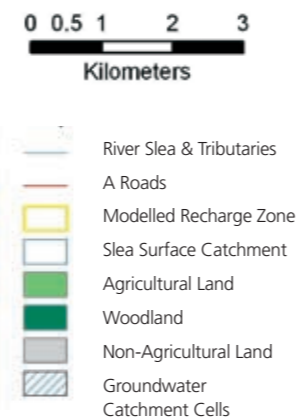 0 0.5 1 2 3
Kilometers
River Slea & Tributaries
A Roads
Modelled Recharge Zone
Slea Surface Catchment
Agricultural Land
Woodland
Non-Agricultural Land
Groundwater
Catchment Cells